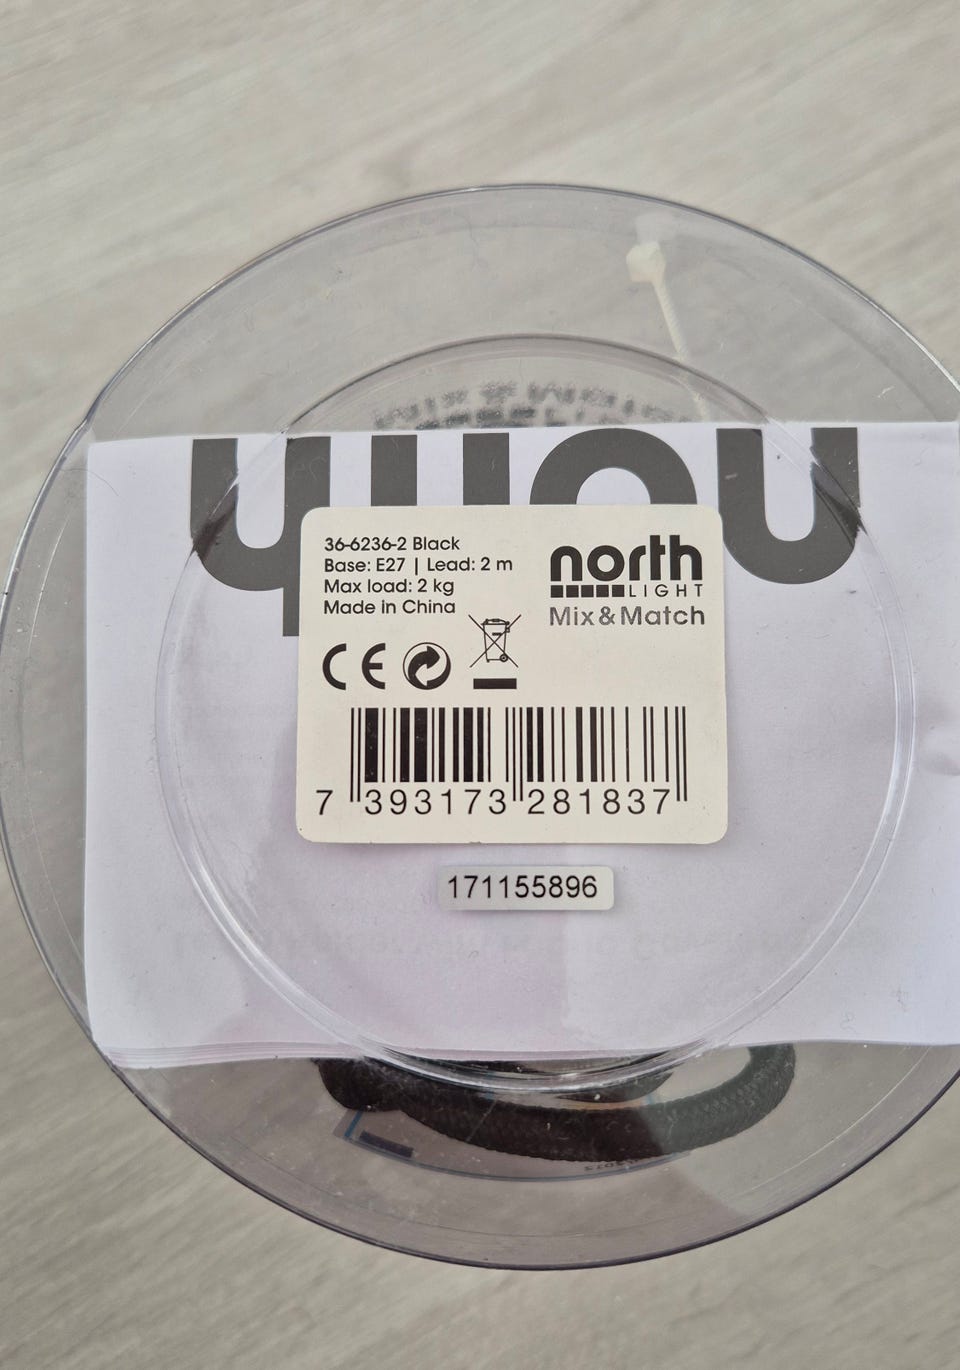 north
36-6236-2 Black
Base: E27 | Lead: 2 m
Max load: 2 kg
Made in China
north
LIGHT
Mix&Match
CE
7 393173 281837
171155896